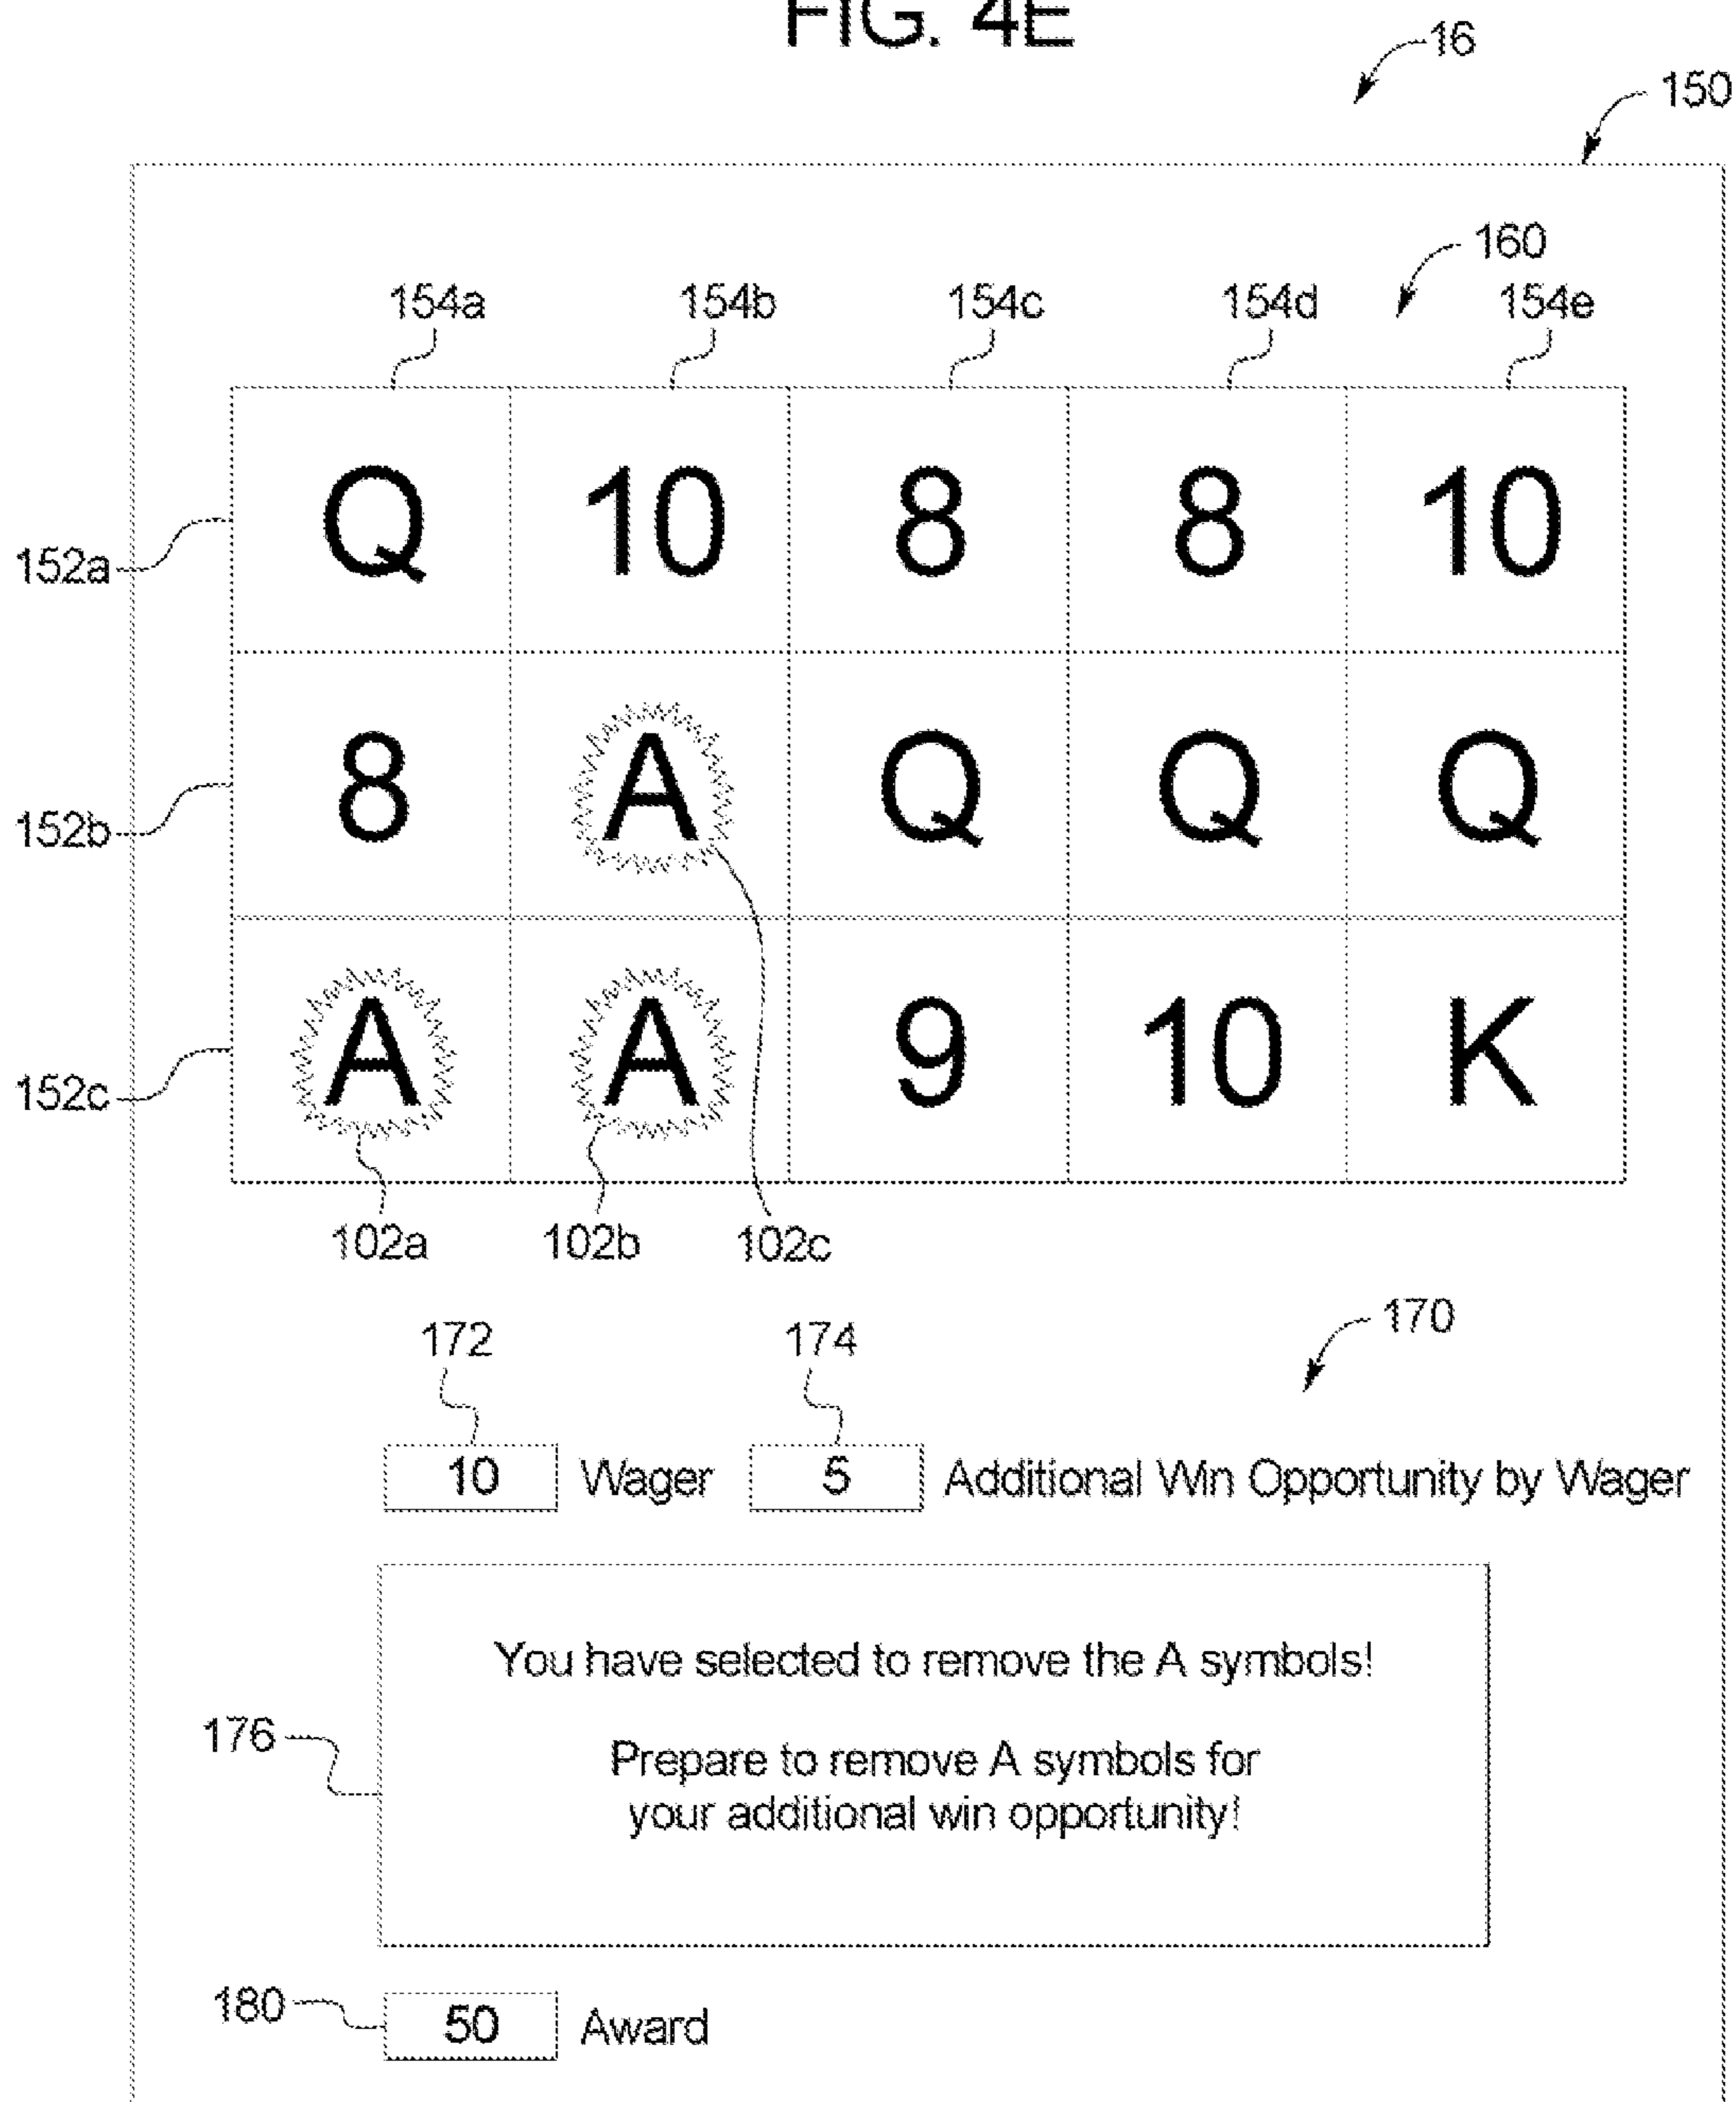 FIG. 4E
16
150
160
154a 154b 154c 154d 154e
Q 10 8 8 10
152a
8 A Q Q Q
152b
A A 9 10 K
152c
102a 102b 102c
170
172 174
10 Wager 5 Additional Win Opportunity by Wager
You have selected to remove the A symbols!
176
Prepare to remove A symbols for
your additional win opportunity!
180 50 Award